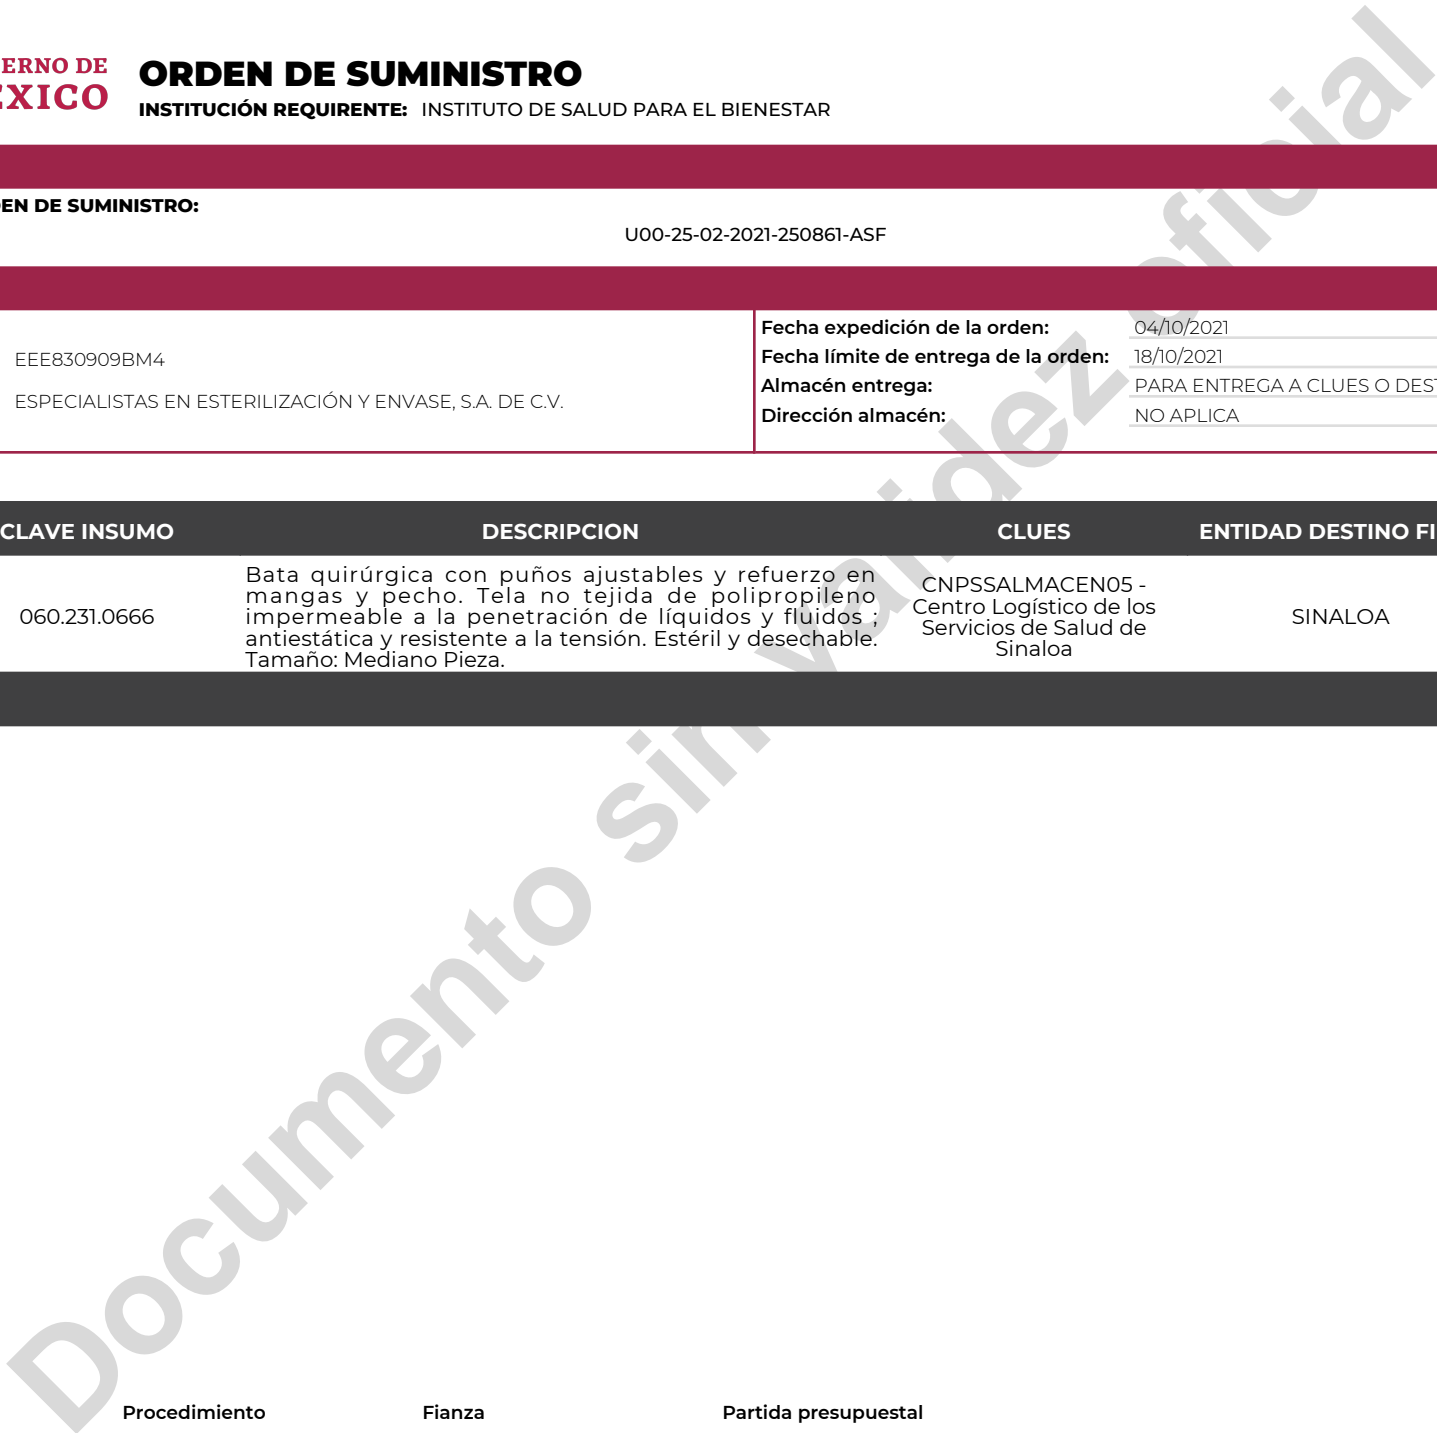 ERNO DE
EXICO
ORDEN DE SUMINISTRO
INSTITUCIÓN REQUIRENTE: INSTITUTO DE SALUD PARA EL BIENESTAR
EN DE SUMINISTRO:
U00-25-02-2021-250861-ASF
EEE830909BM4
ESPECIALISTAS EN ESTERILIZACIÓN Y ENVASE, S.A. DE C.V.
Fecha expedición de la orden: 04/10/2021
Fecha límite de entrega de la orden: 18/10/2021
Almacén entrega: PARA ENTREGA A CLUES O DEST
Dirección almacén: NO APLICA
CLAVE INSUMO DESCRIPCION CLUES ENTIDAD DESTINO FI
060.231.0666
Bata quirúrgica con puños ajustables y refuerzo en
mangas y pecho. Tela no tejida de polipropileno
impermeable a la penetración de líquidos y fluidos ;
antiestática y resistente a la tensión. Estéril y desechable.
Tamaño: Mediano Pieza.
CNPSSALMACEN05 -
Centro Logístico de los
Servicios de Salud de
Sinaloa
SINALOA
Documento sin validez oficial
Procedimiento Fianza Partida presupuestal